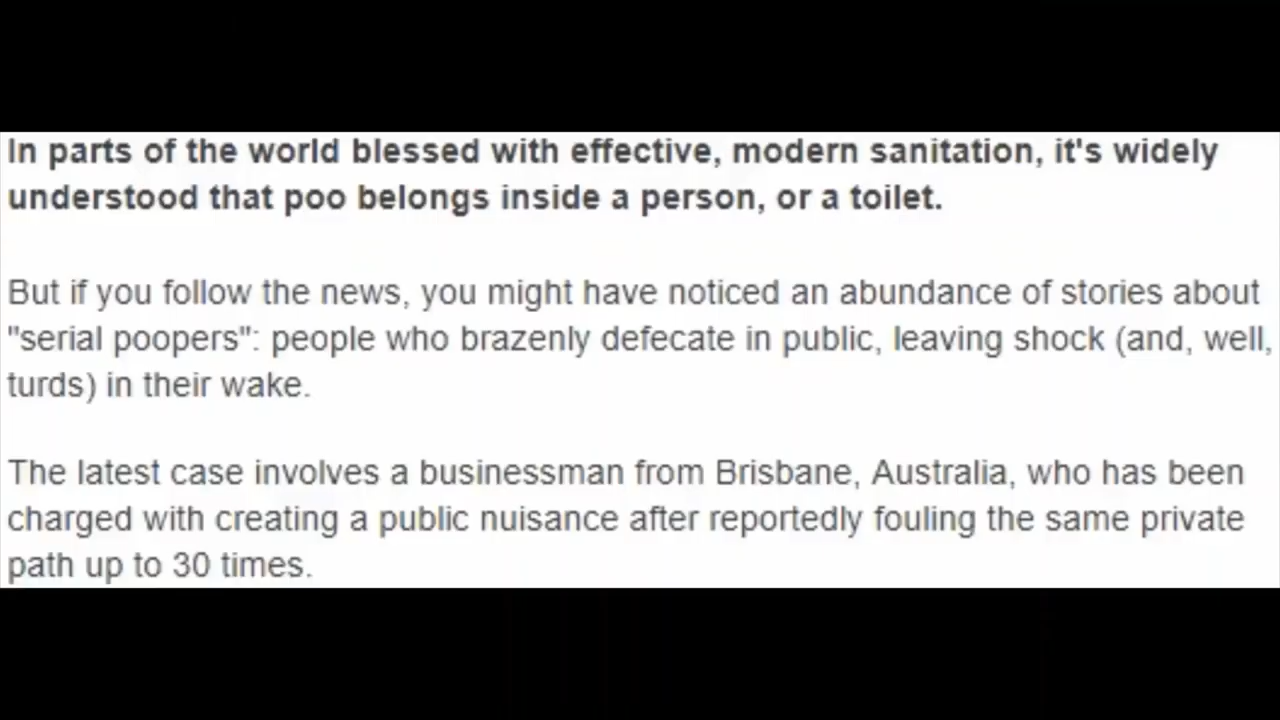 In parts of the world blessed with effective, modern sanitation, it's widely
understood that poo belongs inside a person, or a toilet.
But if you follow the news, you might have noticed an abundance of stories about
"serial poopers": people who brazenly defecate in public, leaving shock (and, well,
turds) in their wake.
The latest case involves a businessman from Brisbane, Australia, who has been
charged with creating a public nuisance after reportedly fouling the same private
path up to 30 times.